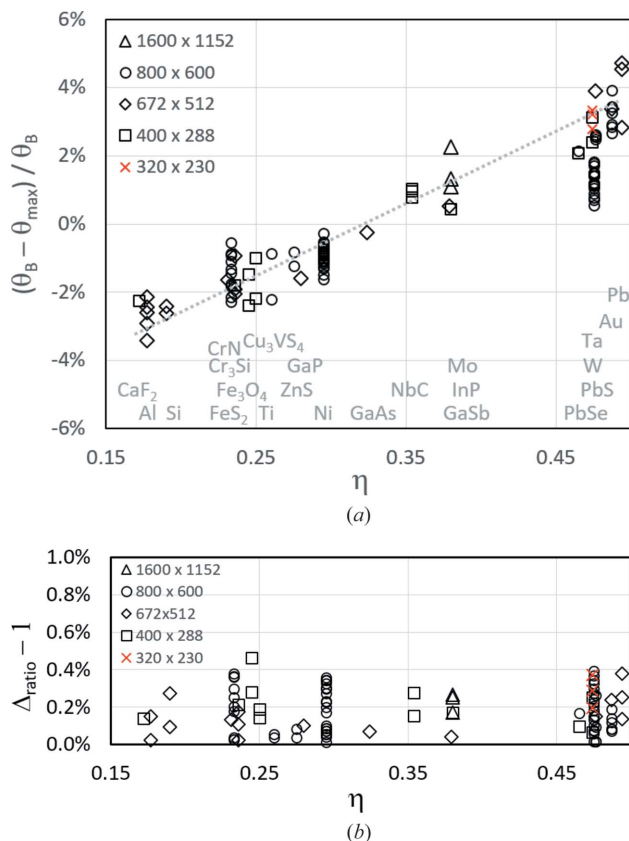 6%
1600 x 1152
800 x 600
4%
672 x 512
400 x 288
320 x 230
2%
(θB − θmax) / θB
0%
-2%
Pb
Au
CrN
Cu3VS4
Ta
-4%
Cr3Si
GaP
Mo
W
CaF2
Fe3O4
ZnS
NbC
InP
PbS
Al
Si
FeS2
Ti
Ni
GaAs
GaSb
PbSe
-6%
0.15
0.25
0.35
0.45
η
(a)
1.0%
1600 x 1152
0.8%
800 x 600
672x512
0.6%
400 x 288
320 x 230
Δratio − 1
0.4%
0.2%
0.0%
0.15
0.25
0.35
0.45
η
(b)